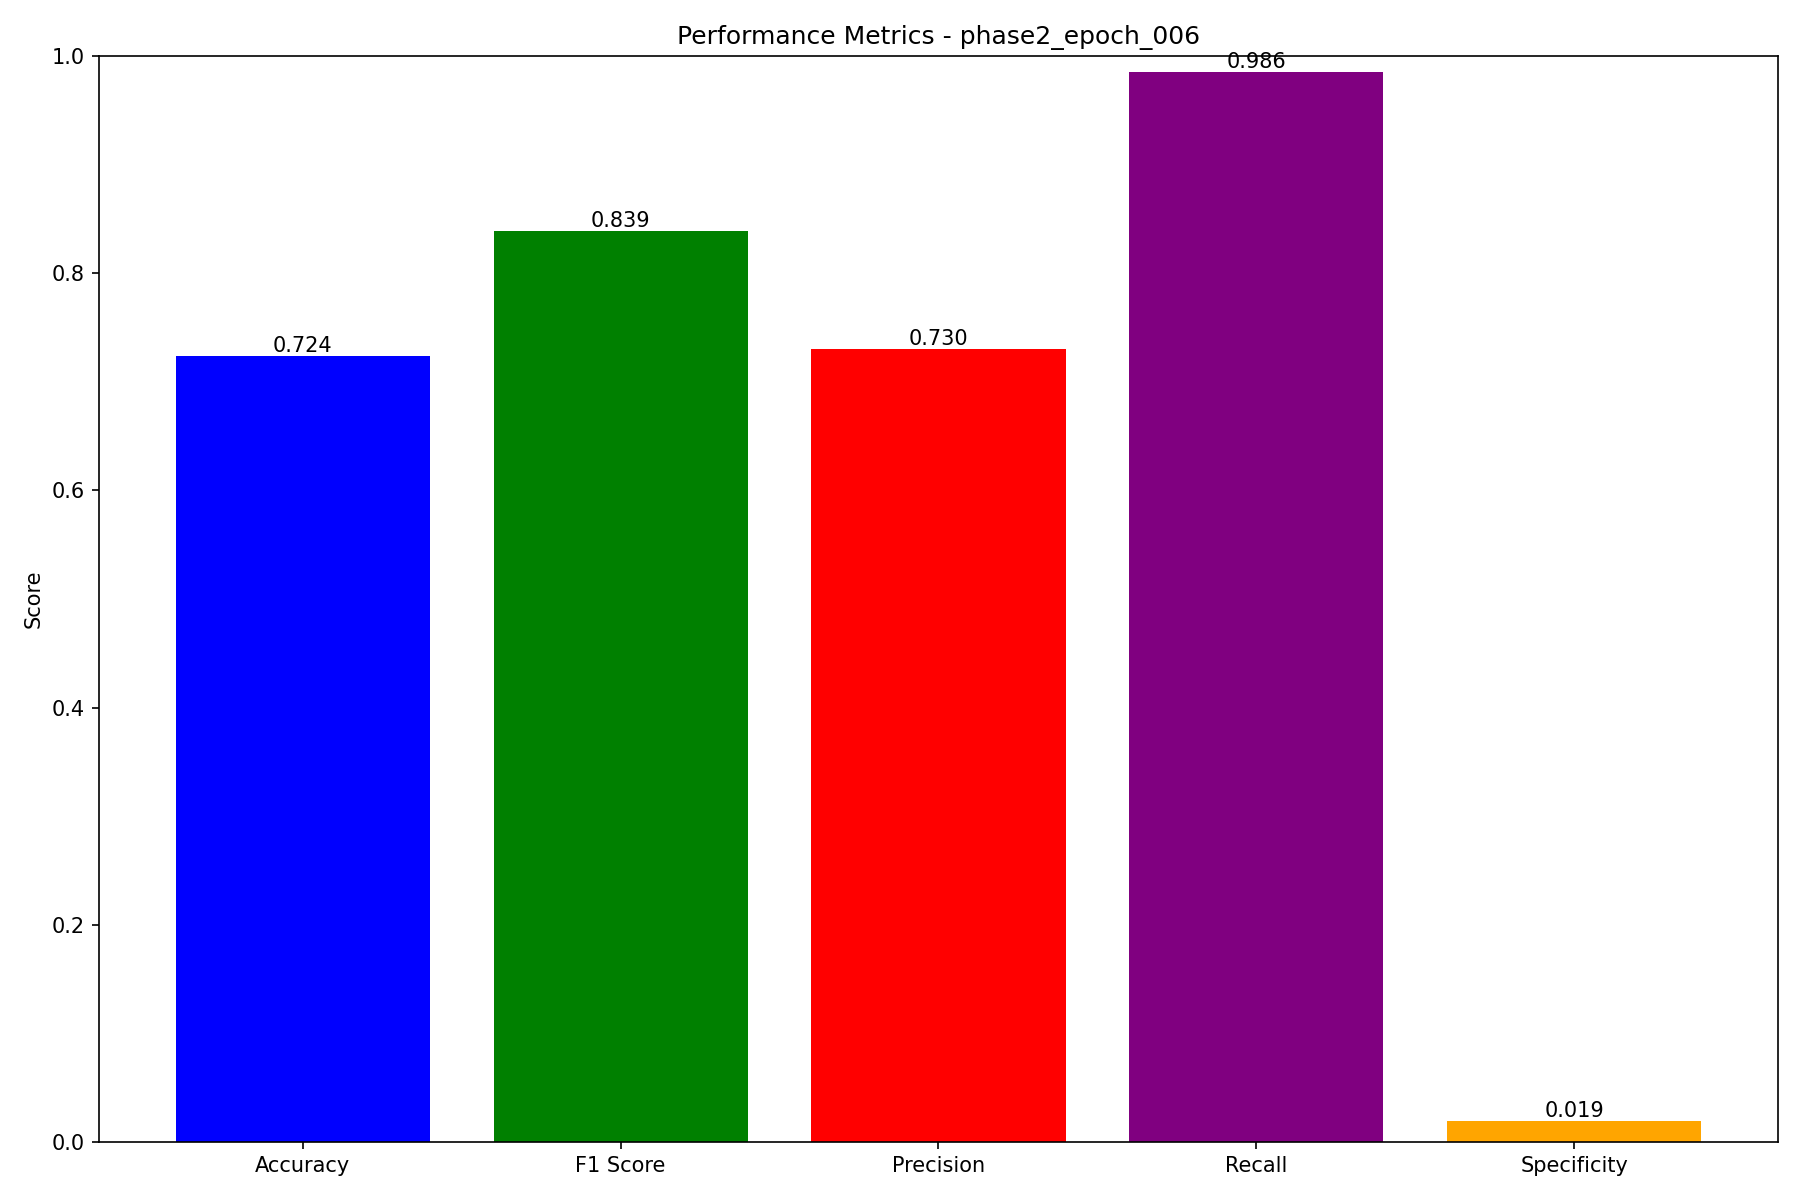 Performance Metrics - phase2_epoch_006
1.0
0.8
0.6
0.4
0.2
0.0
Score
0.724
0.839
0.730
0.986
0.019
Accuracy
F1 Score
Precision
Recall
Specificity